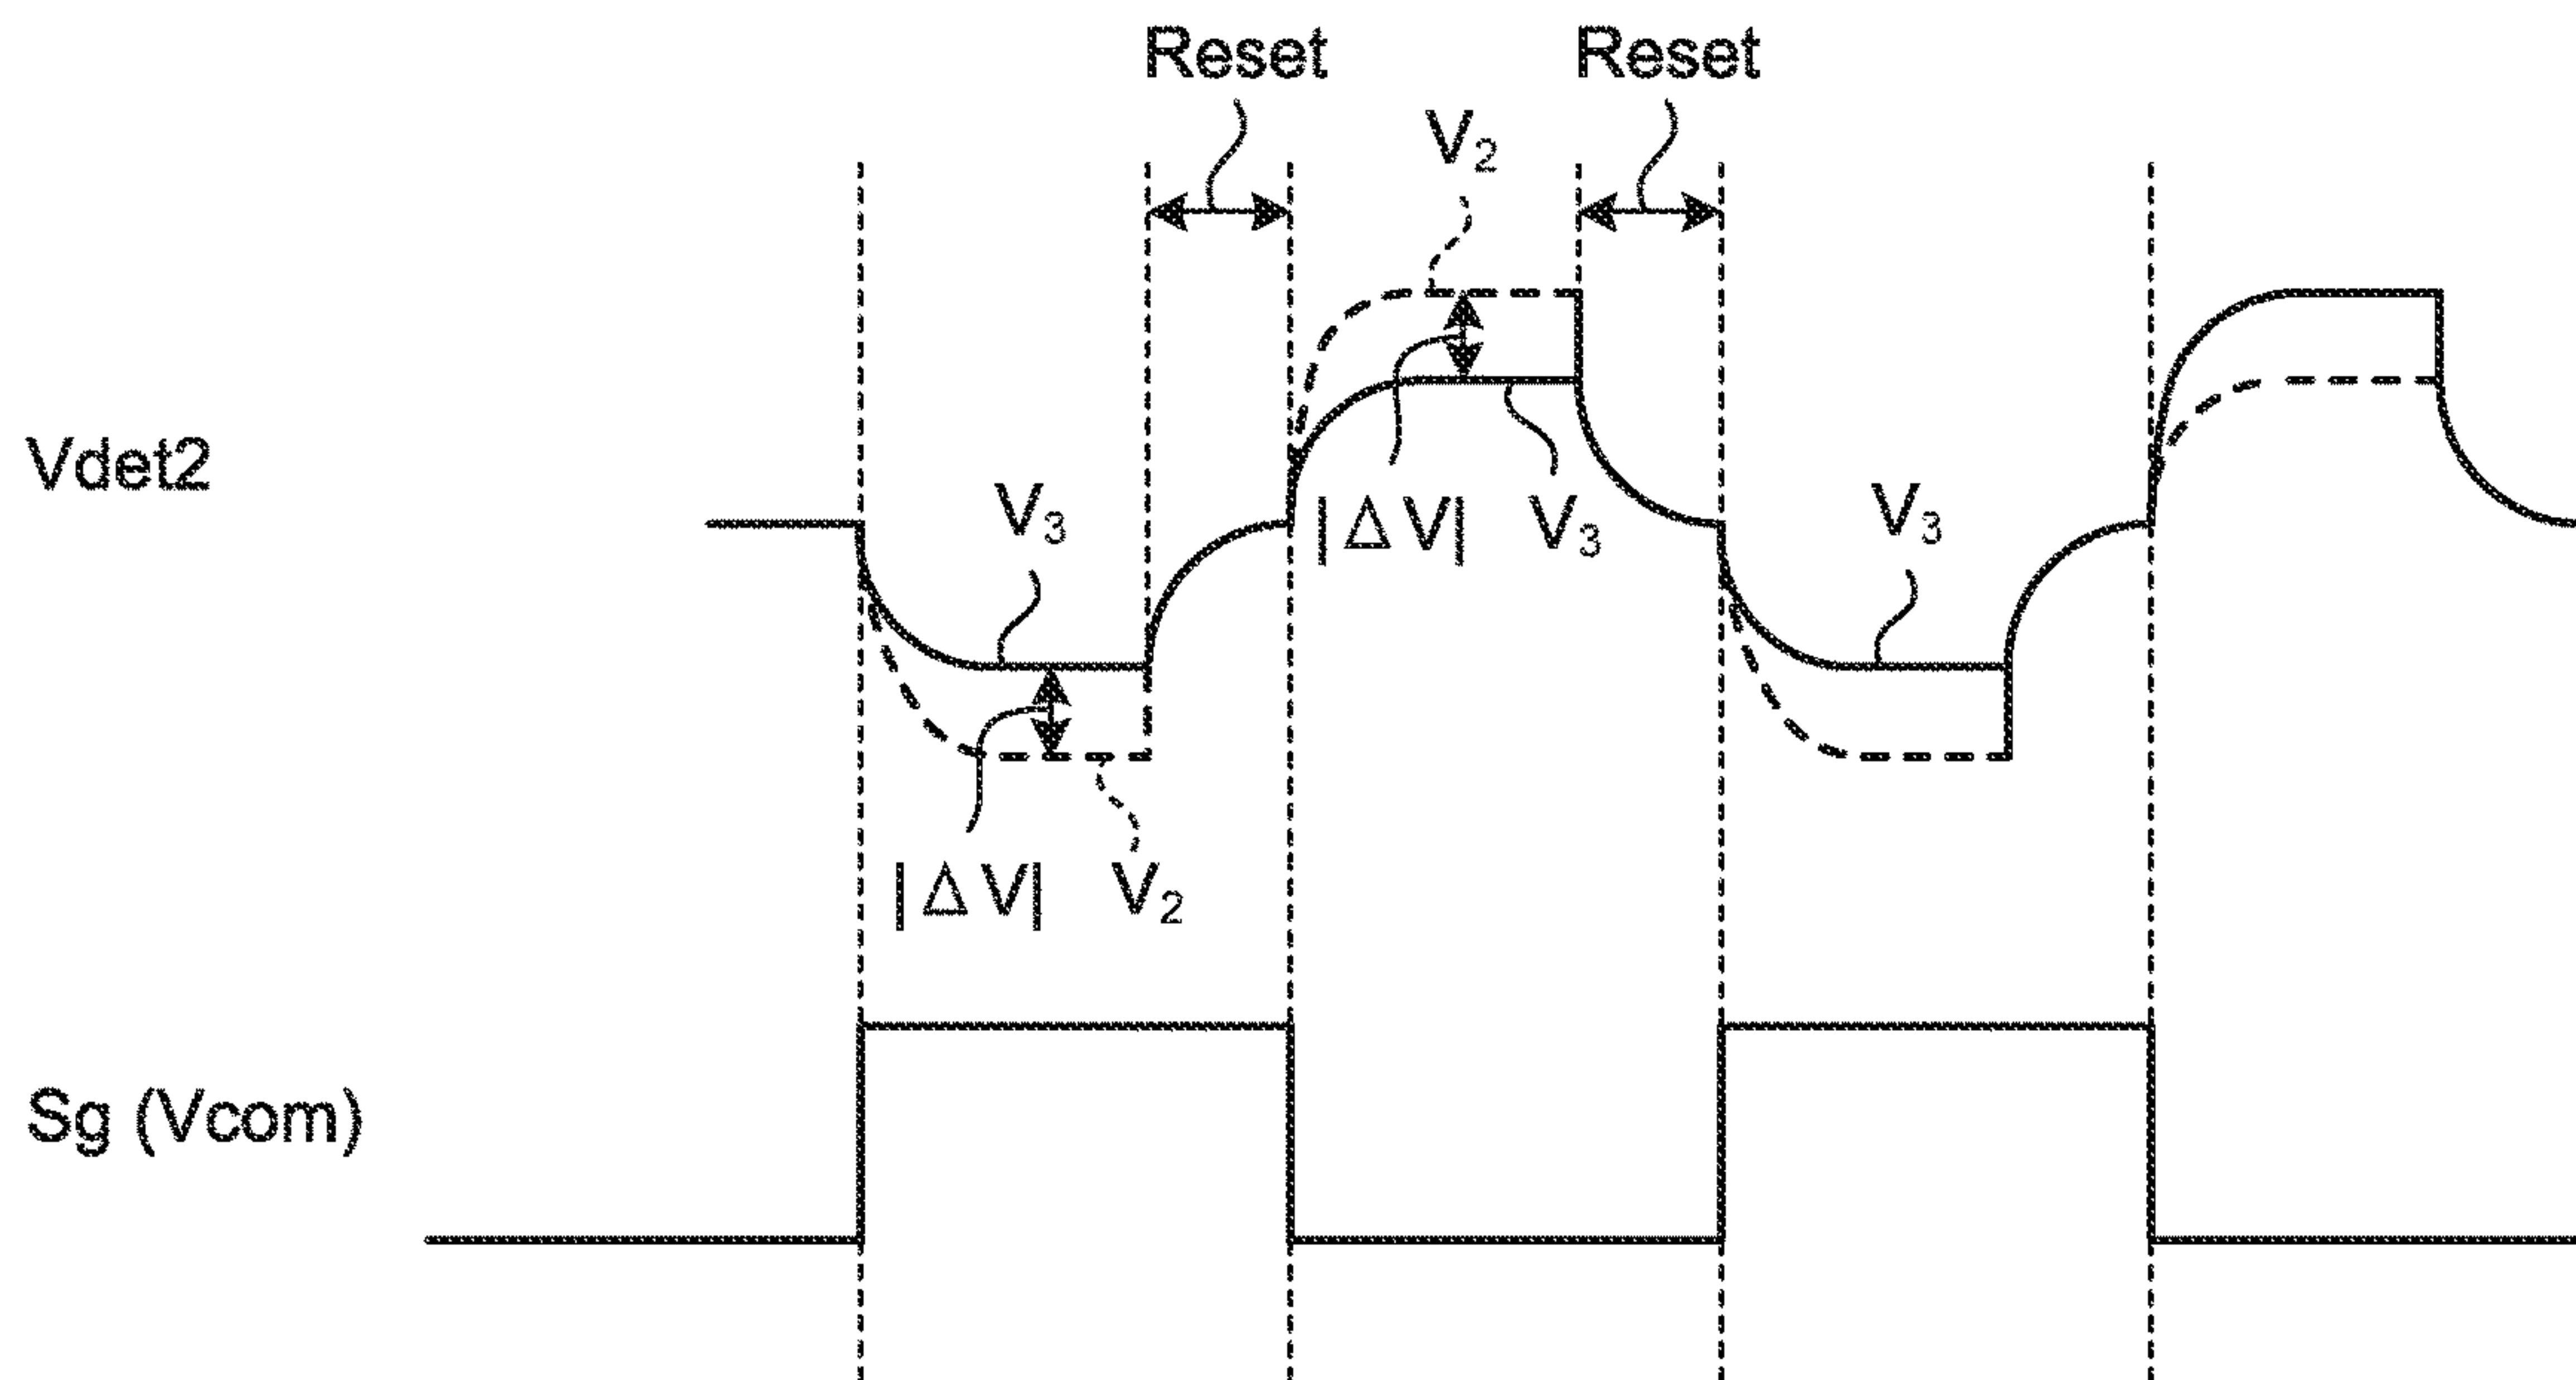 Reset Reset
V₂
Vdet2
V₃ |ΔV| V₃ V₃
|ΔV| V₂
Sg (Vcom)